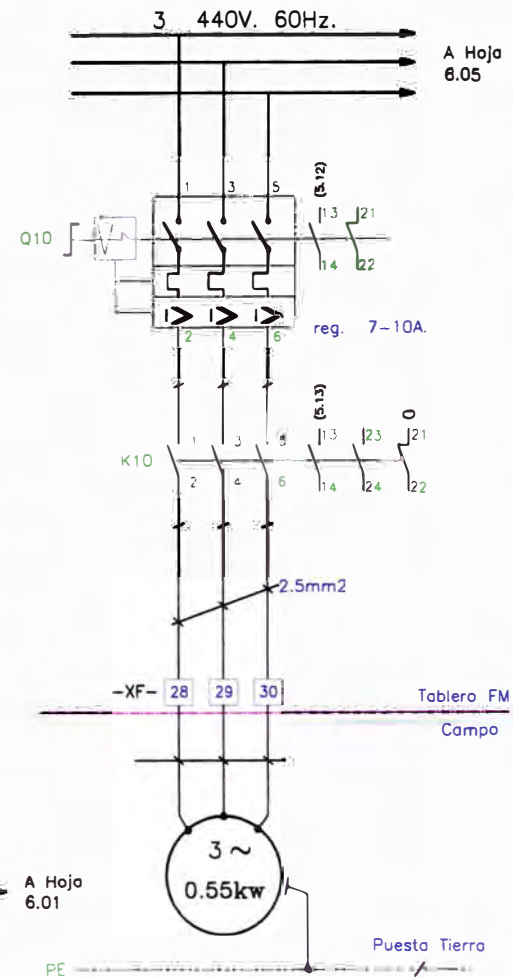 3 440V. 60Hz.
A Hoja
6.05
1 3 5
(5.12)
13 21
Q10
14 22
I> I> I>
2 4 6
reg. 7-10A.
(5.13)
0
1 3 13 23 21
K10
2 4 6 14 24 22
2.5mm2
-XF- 28 29 30
Tablero FM
Campo
3 ~
0.55kw
A Hoja
6.01
Puesta Tierra
PE